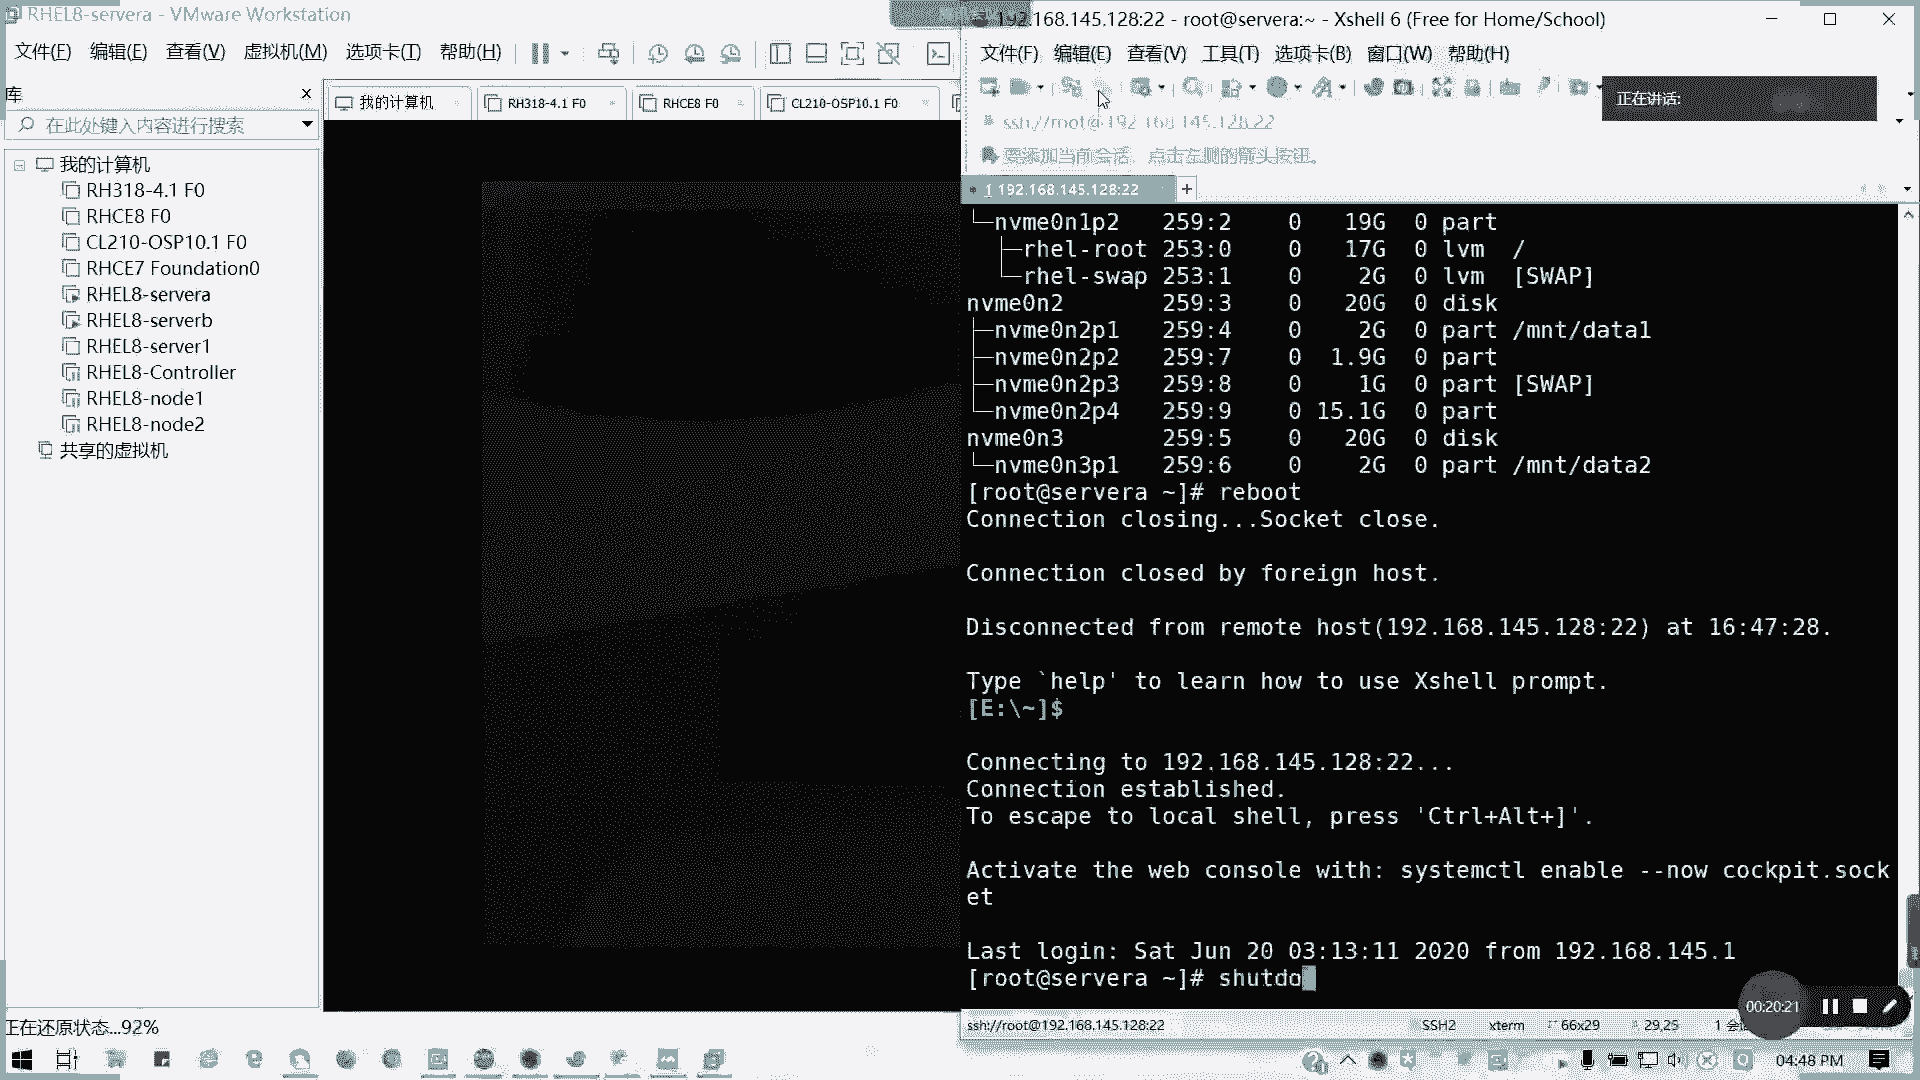 RHEL8-servera - VMware Workstation
文件(F) 编辑(E) 查看(V) 虚拟机(M) 选项卡(T) 帮助(H)
库
在此处键入内容进行搜索
我的计算机
RH318-4.1 F0
RHCE8 F0
CL210-OSP10.1 F0
RHCE7 Foundation0
RHEL8-servera
RHEL8-serverb
RHEL8-server1
RHEL8-Controller
RHEL8-node1
RHEL8-node2
共享的虚拟机
我的计算机 RH318-4.1 F0 RHCE8 F0 CL210-OSP10.1 F0
正在还原状态...92%
192.168.145.128:22 - root@servera:~ - Xshell 6 (Free for Home/School)
文件(F) 编辑(E) 查看(V) 工具(T) 选项卡(B) 窗口(W) 帮助(H)
正在讲话:
ssh://root@192.168.145.128:22
要添加当前会话，点击左侧的箭头按钮。
1 192.168.145.128:22
└─nvme0n1p2 259:2 0 19G 0 part
├─rhel-root 253:0 0 17G 0 lvm /
└─rhel-swap 253:1 0 2G 0 lvm [SWAP]
nvme0n2 259:3 0 20G 0 disk
├─nvme0n2p1 259:4 0 2G 0 part /mnt/data1
├─nvme0n2p2 259:7 0 1.9G 0 part
├─nvme0n2p3 259:8 0 1G 0 part [SWAP]
└─nvme0n2p4 259:9 0 15.1G 0 part
nvme0n3 259:5 0 20G 0 disk
└─nvme0n3p1 259:6 0 2G 0 part /mnt/data2
[root@servera ~]# reboot
Connection closing...Socket close.
Connection closed by foreign host.
Disconnected from remote host(192.168.145.128:22) at 16:47:28.
Type `help' to learn how to use Xshell prompt.
[E:\~]$
Connecting to 192.168.145.128:22...
Connection established.
To escape to local shell, press 'Ctrl+Alt+]'.
Activate the web console with: systemctl enable --now cockpit.sock
et
Last login: Sat Jun 20 03:13:11 2020 from 192.168.145.1
[root@servera ~]# shutdo
00:20:21
ssh://root@192.168.145.128:22 SSH2 xterm 66x29 29,25 1
04:48 PM